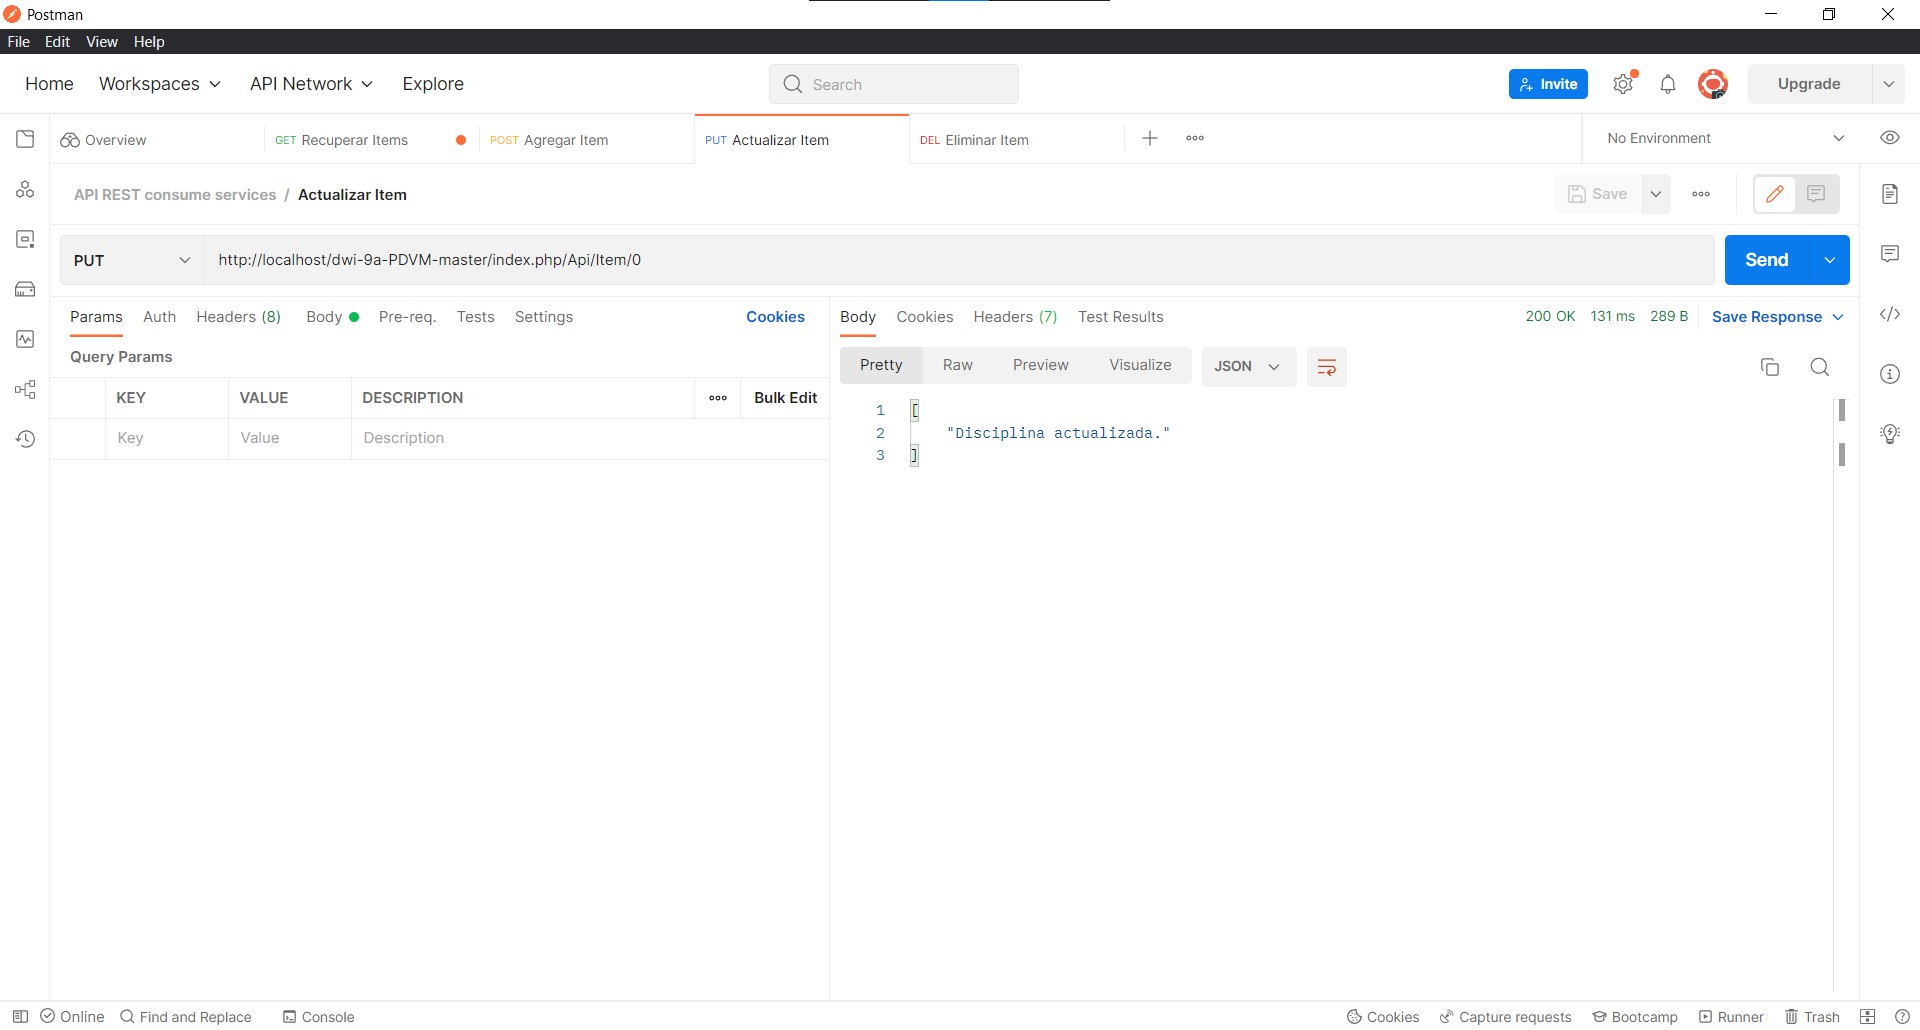 Postman
File Edit View Help
Home Workspaces API Network Explore Search Invite Upgrade
Overview GET Recuperar Items POST Agregar Item PUT Actualizar Item DEL Eliminar Item No Environment
API REST consume services / Actualizar Item Save
PUT http://localhost/dwi-9a-PDVM-master/index.php/Api/Item/0 Send
Params Auth Headers (8) Body Pre-req. Tests Settings Cookies
Body Cookies Headers (7) Test Results 200 OK 131 ms 289 B Save Response
Query Params
Pretty Raw Preview Visualize JSON
KEY VALUE DESCRIPTION Bulk Edit
Key Value Description
1 [
2 "Disciplina actualizada."
3 ]
Online Find and Replace Console Cookies Capture requests Bootcamp Runner Trash